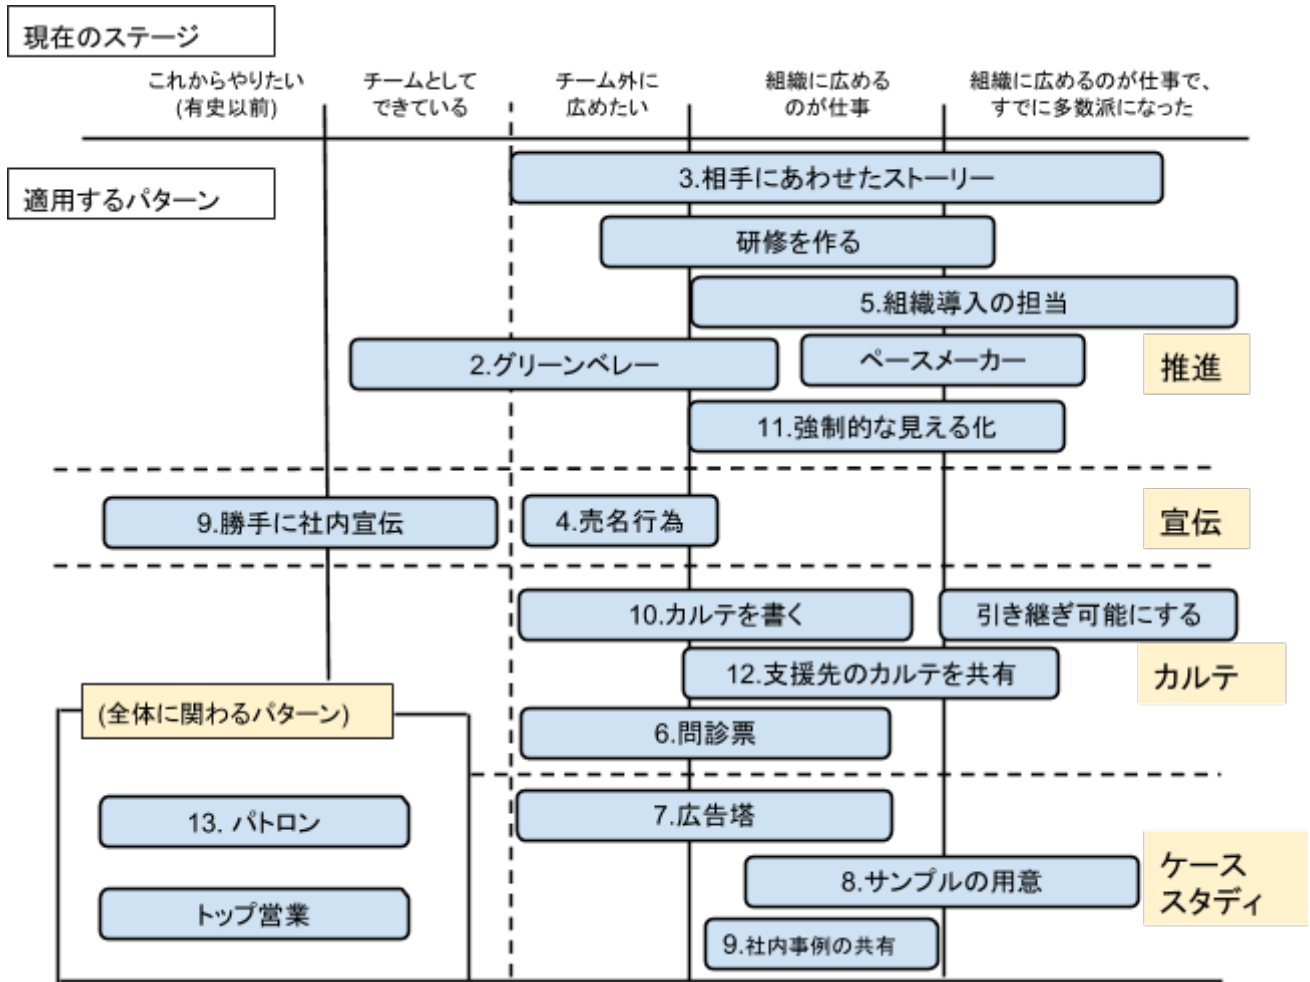 現在のステージ
これからやりたい
(有史以前)
チームとして
できている
チーム外に
広めたい
組織に広める
のが仕事
組織に広めるのが仕事で、
すでに多数派になった
適用するパターン
3.相手にあわせたストーリー
研修を作る
5.組織導入の担当
2.グリーンベレー
ペースメーカー
推進
11.強制的な見える化
9.勝手に社内宣伝
4.売名行為
宣伝
10.カルテを書く
引き継ぎ可能にする
12.支援先のカルテを共有
カルテ
(全体に関わるパターン)
6.問診票
13. パトロン
7.広告塔
トップ営業
8.サンプルの用意
ケース
スタディ
9.社内事例の共有